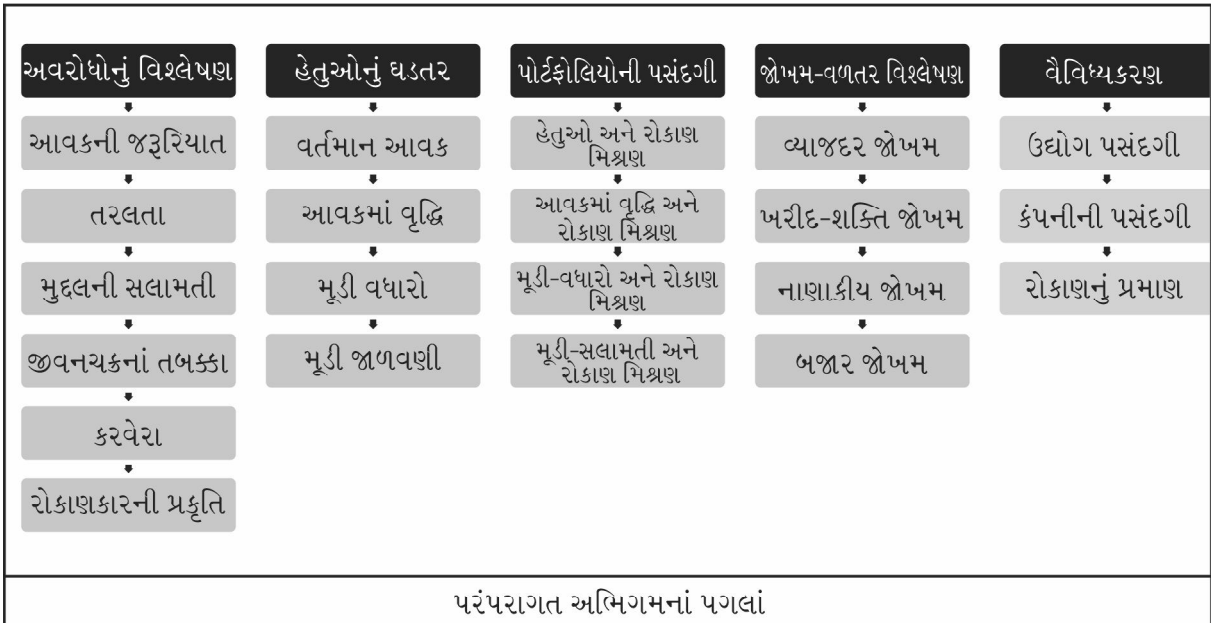 અવરોધોનું વિશ્લેષણ
આવકની જરૂરિયાત
તરલતા
મુદ્દલની સલામતી
જીવનચક્રનાં તબક્કા
કરવેરા
રોકાણકારની પ્રકૃતિ
હેતુઓનું ઘડતર
વર્તમાન આવક
આવકમાં વૃદ્ધિ
મૂડી વધારો
મૂડી જાળવણી
પોર્ટફોલિયોની પસંદગી
હેતુઓ અને રોકાણ
મિશ્રણ
આવકમાં વૃદ્ધિ અને
રોકાણ મિશ્રણ
મૂડી-વધારો અને રોકાણ
મિશ્રણ
મૂડી-સલામતી અને
રોકાણ મિશ્રણ
જોખમ-વળતર વિશ્લેષણ
વ્યાજદર જોખમ
ખરીદ-શક્તિ જોખમ
નાણાકીય જોખમ
બજાર જોખમ
વૈવિધ્યકરણ
ઉદ્યોગ પસંદગી
કંપનીની પસંદગી
રોકાણનું પ્રમાણ
પરંપરાગત અભિગમનાં પગલાં